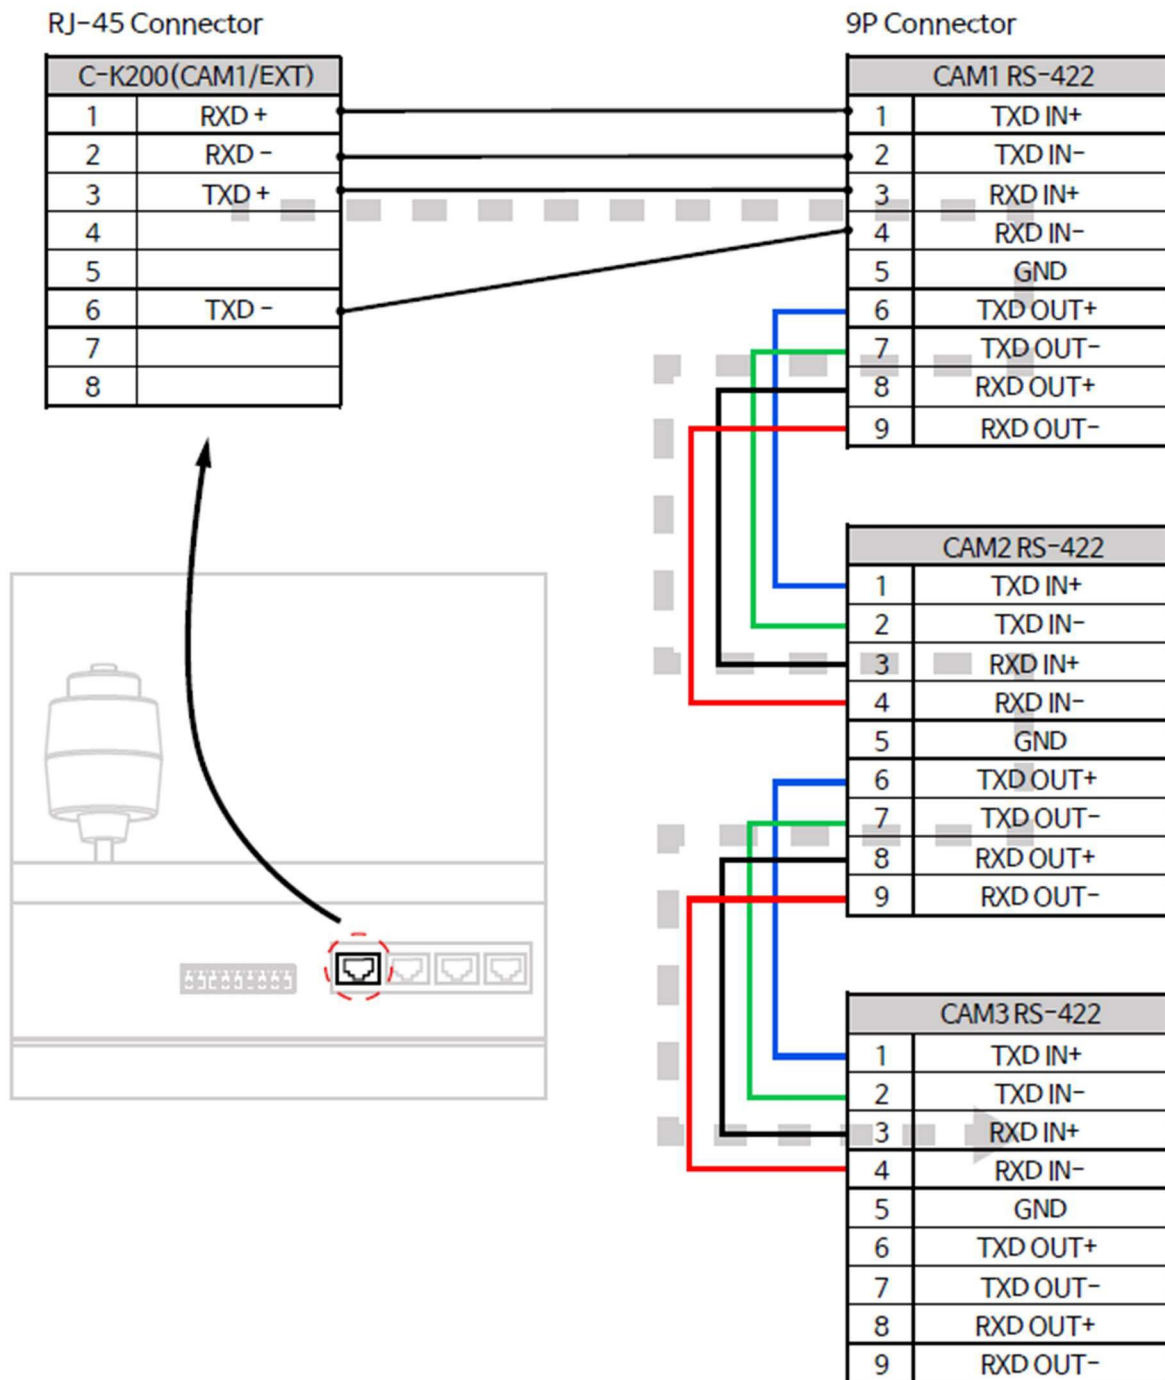 RJ-45 Connector
C-K200(CAM1/EXT)
1 RXD +
2 RXD -
3 TXD +
4
5
6 TXD -
7
8
9P Connector
CAM1 RS-422
1 TXD IN+
2 TXD IN-
3 RXD IN+
4 RXD IN-
5 GND
6 TXD OUT+
7 TXD OUT-
8 RXD OUT+
9 RXD OUT-
CAM2 RS-422
1 TXD IN+
2 TXD IN-
3 RXD IN+
4 RXD IN-
5 GND
6 TXD OUT+
7 TXD OUT-
8 RXD OUT+
9 RXD OUT-
CAM3 RS-422
1 TXD IN+
2 TXD IN-
3 RXD IN+
4 RXD IN-
5 GND
6 TXD OUT+
7 TXD OUT-
8 RXD OUT+
9 RXD OUT-